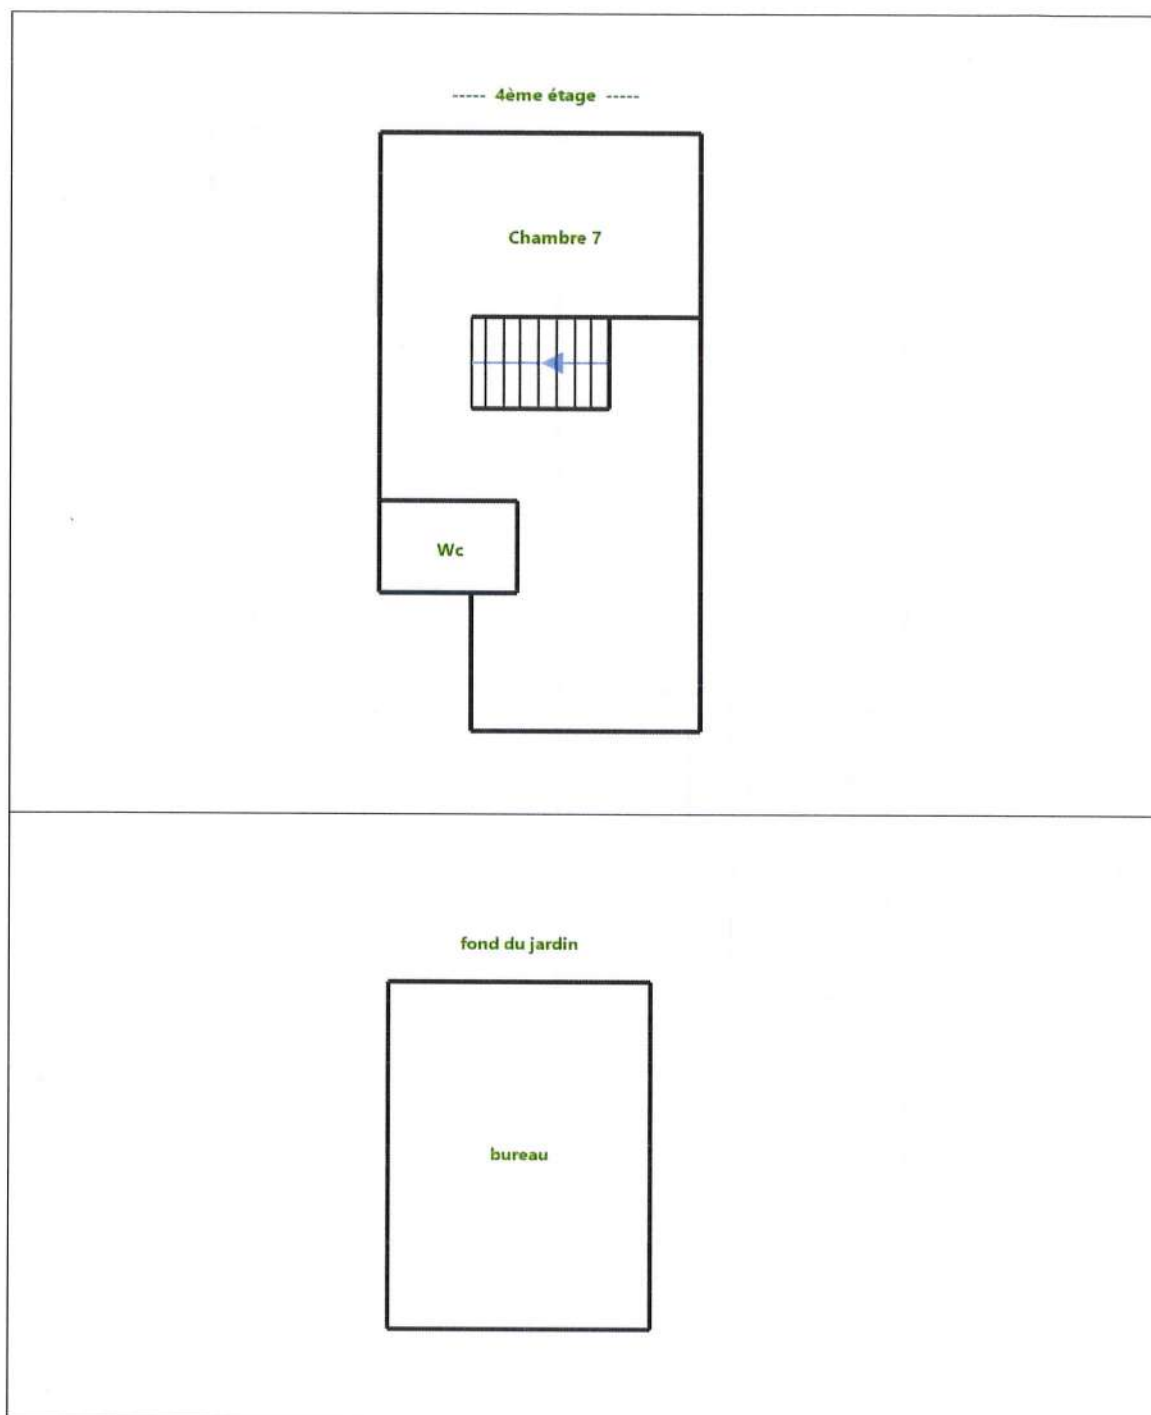 ----- 4ème étage -----
Chambre 7
Wc
fond du jardin
bureau